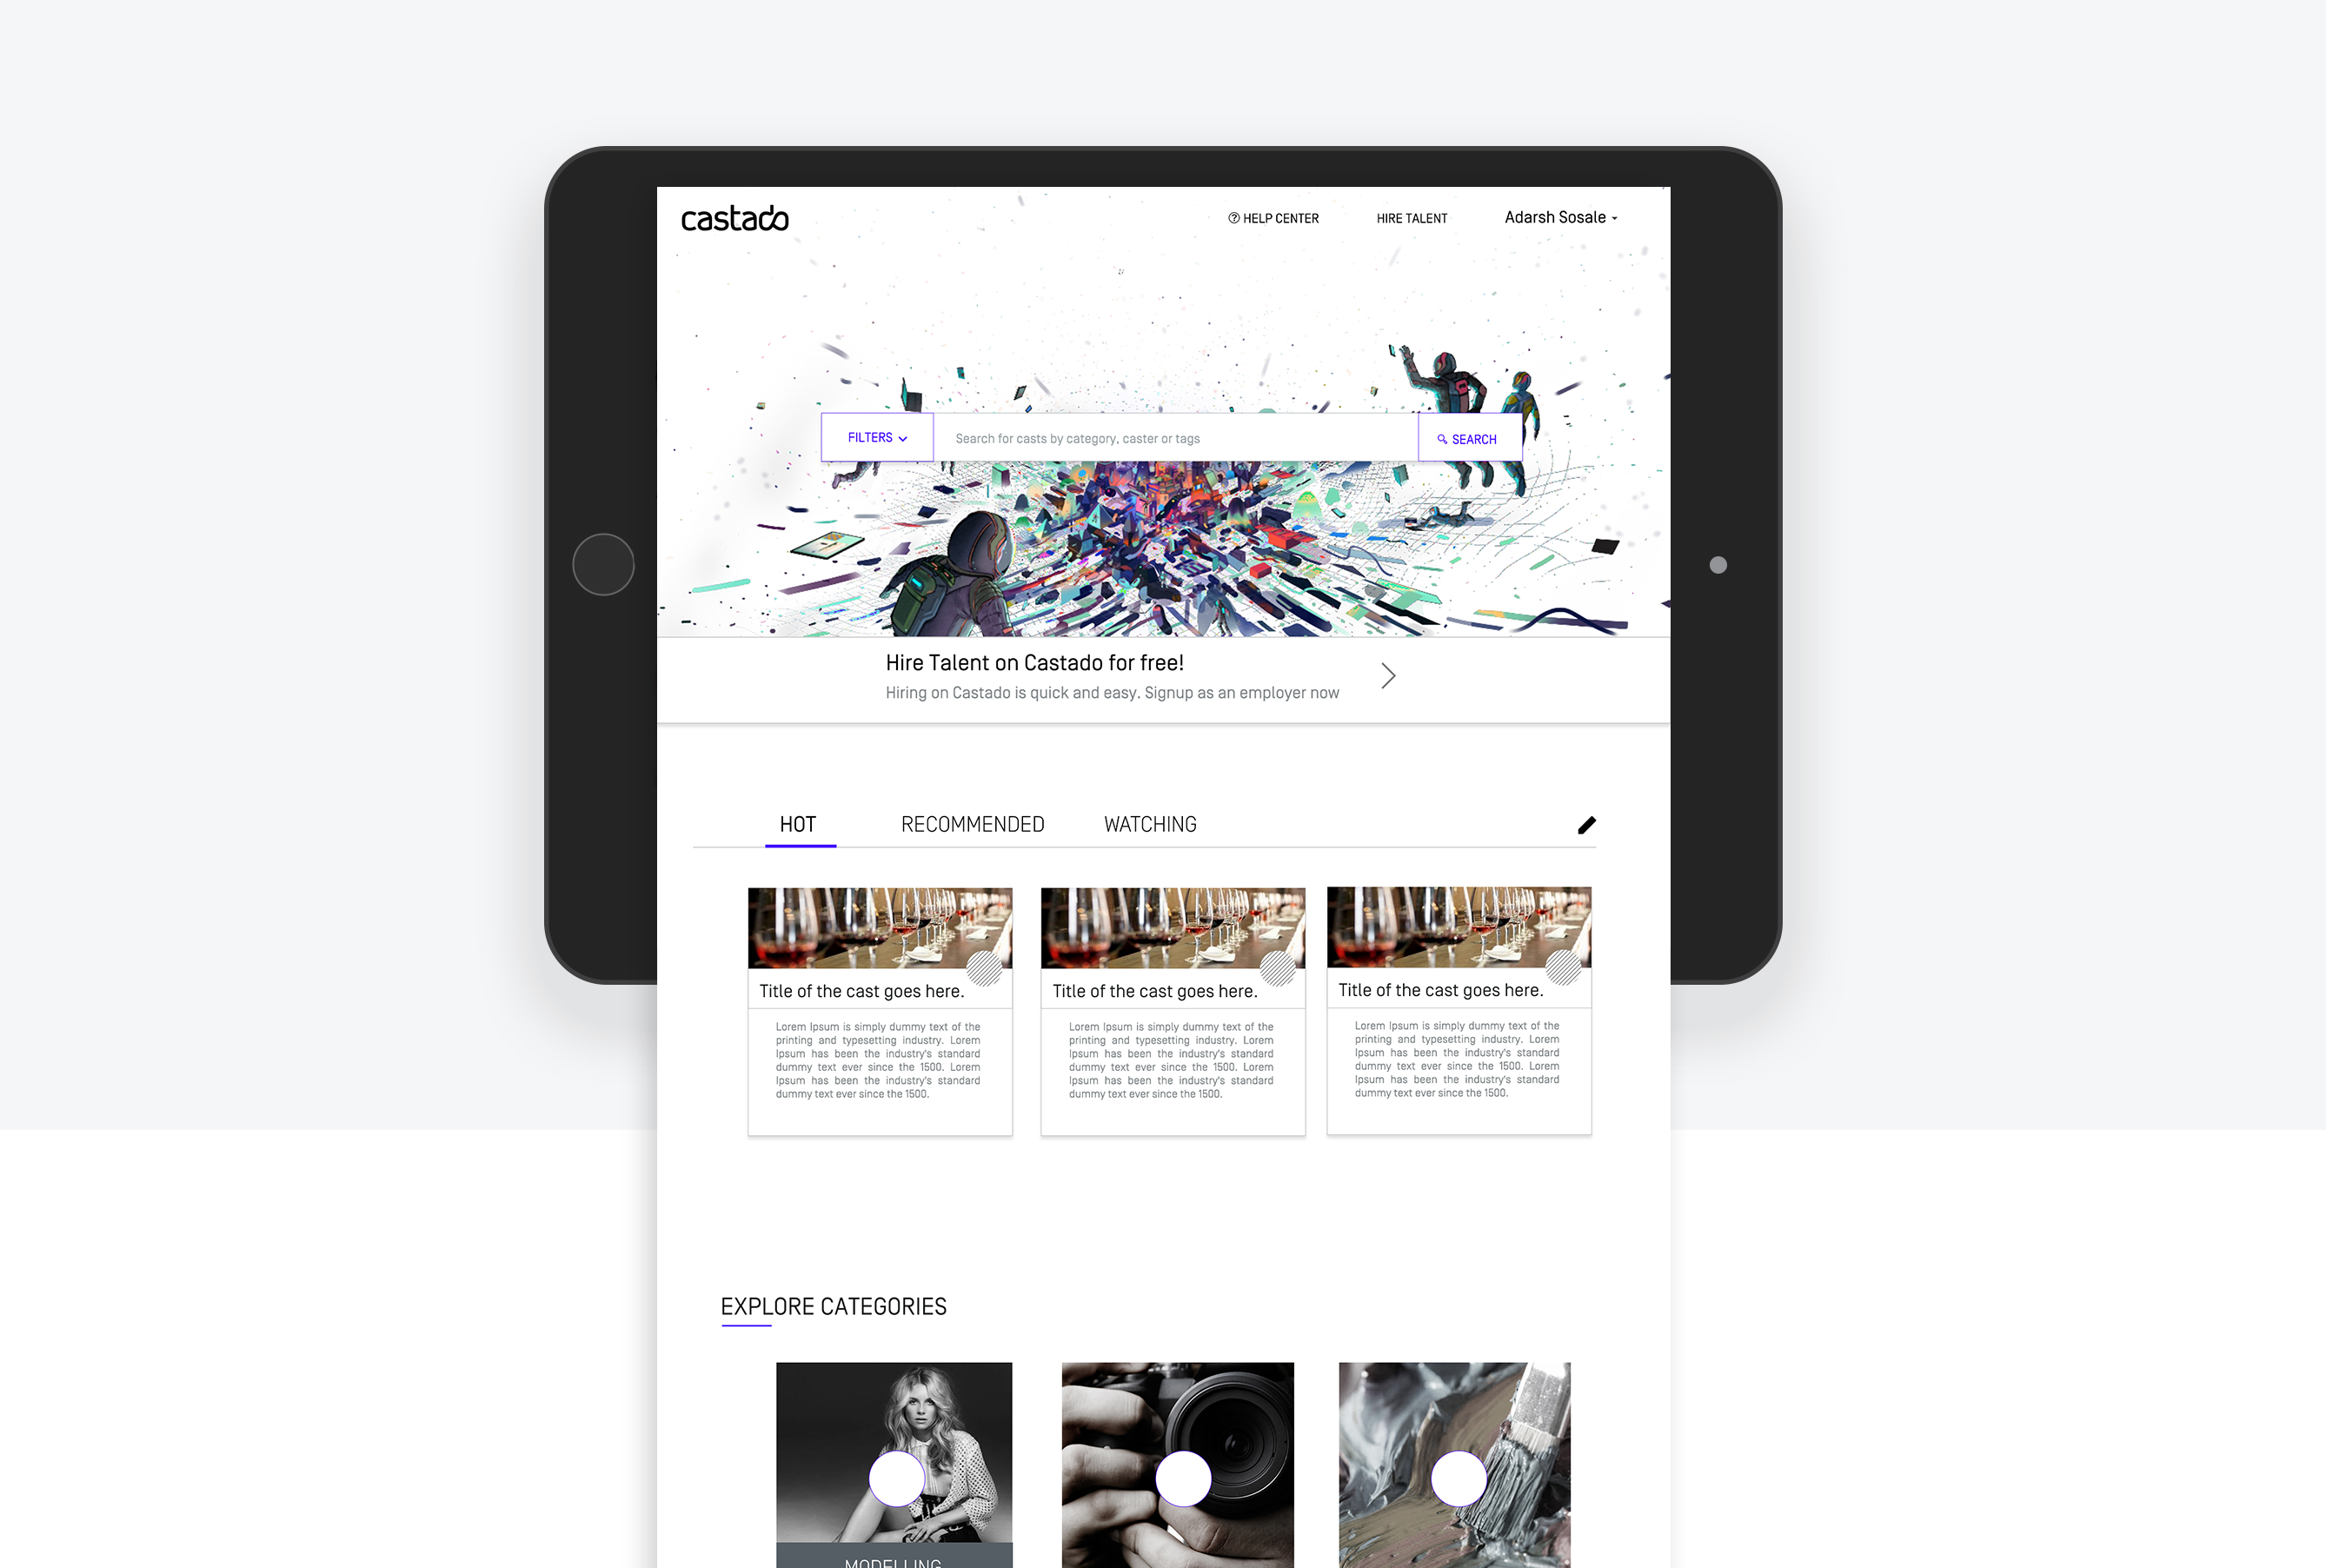 castado
? HELP CENTER
HIRE TALENT
Adarsh Sosale
FILTERS
Search for casts by category, caster or tags
SEARCH
Hire Talent on Castado for free!
Hiring on Castado is quick and easy. Signup as an employer now
HOT
RECOMMENDED
WATCHING
Title of the cast goes here.
Lorem Ipsum is simply dummy text of the
printing and typesetting industry. Lorem
Ipsum has been the industry's standard
dummy text ever since the 1500. Lorem
Ipsum has been the industry's standard
dummy text ever since the 1500.
Title of the cast goes here.
Lorem Ipsum is simply dummy text of the
printing and typesetting industry. Lorem
Ipsum has been the industry's standard
dummy text ever since the 1500. Lorem
Ipsum has been the industry's standard
dummy text ever since the 1500.
Title of the cast goes here.
Lorem Ipsum is simply dummy text of the
printing and typesetting industry. Lorem
Ipsum has been the industry's standard
dummy text ever since the 1500. Lorem
Ipsum has been the industry's standard
dummy text ever since the 1500.
EXPLORE CATEGORIES
MODELLING